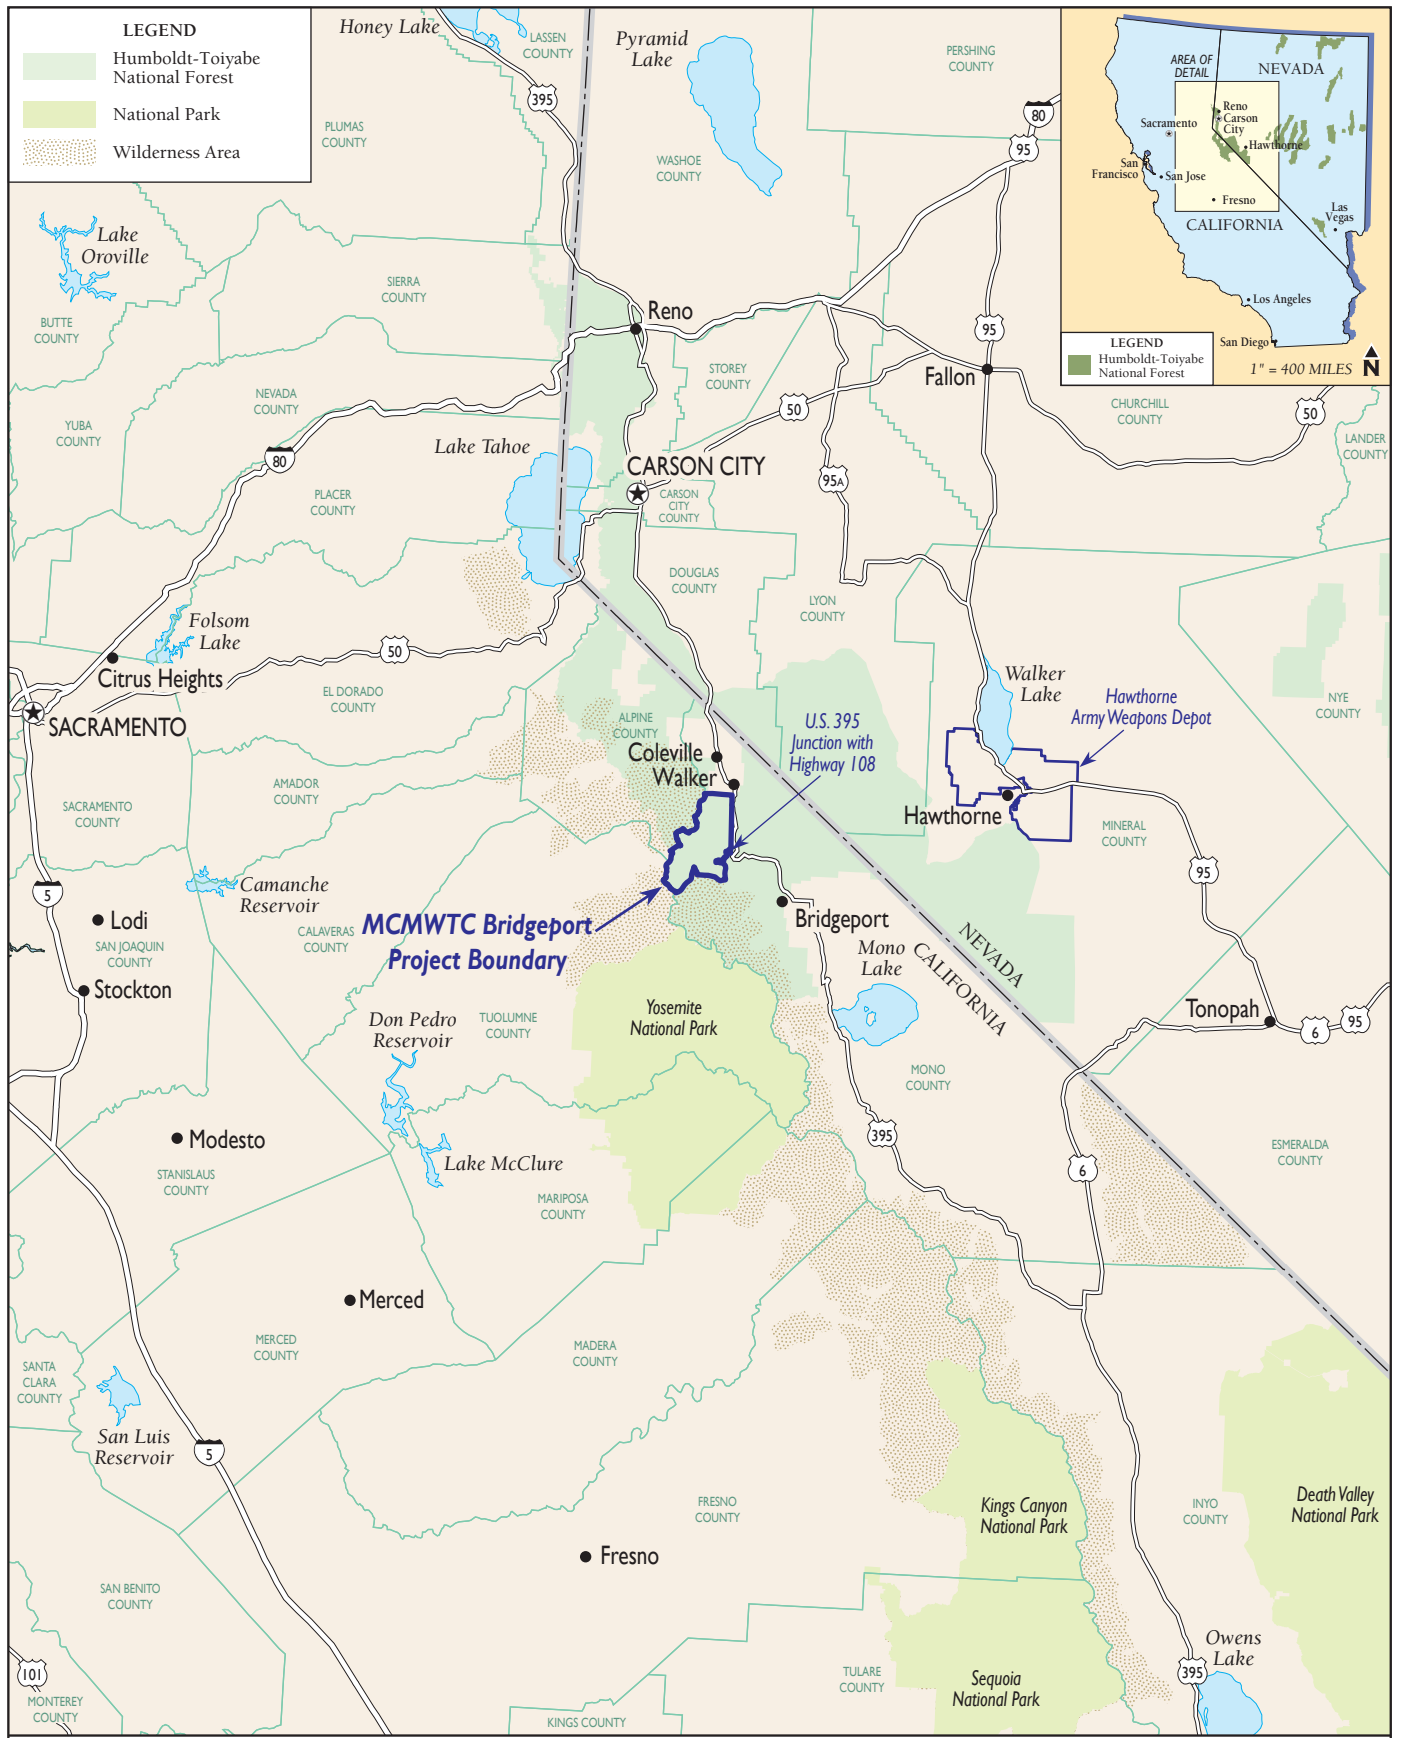 LEGEND
Humboldt-Toiyabe
National Forest
National Park
Wilderness Area
Honey Lake
LASSEN
COUNTY
Pyramid
Lake
PERSHING
COUNTY
395
80
95
PLUMAS
COUNTY
WASHOE
COUNTY
AREA OF
DETAIL
NEVADA
Reno
Carson
City
Sacramento
Hawthorne
San
Francisco
San Jose
Fresno
Las
Vegas
CALIFORNIA
Los Angeles
San Diego
LEGEND
Humboldt-Toiyabe
National Forest
1" = 400 MILES
N
Lake
Oroville
SIERRA
COUNTY
BUTTE
COUNTY
Reno
95
STOREY
COUNTY
Fallon
NEVADA
COUNTY
YUBA
COUNTY
50
CHURCHILL
COUNTY
50
LANDER
COUNTY
Lake Tahoe
80
CARSON CITY
95A
PLACER
COUNTY
CARSON
CITY
COUNTY
DOUGLAS
COUNTY
LYON
COUNTY
Folsom
Lake
50
Citrus Heights
EL DORADO
COUNTY
Walker
Lake
Hawthorne
Army Weapons Depot
NYE
COUNTY
SACRAMENTO
ALPINE
COUNTY
U.S. 395
Junction with
Highway 108
Coleville
Walker
AMADOR
COUNTY
SACRAMENTO
COUNTY
Hawthorne
MINERAL
COUNTY
95
5
Camanche
Reservoir
Lodi
SAN JOAQUIN
COUNTY
CALAVERAS
COUNTY
MCMWTC Bridgeport
Project Boundary
Bridgeport
Mono
Lake
NEVADA
CALIFORNIA
Stockton
Yosemite
National Park
Tonopah
6
95
Don Pedro
Reservoir
TUOLUMNE
COUNTY
MONO
COUNTY
Modesto
395
Lake McClure
6
ESMERALDA
COUNTY
STANISLAUS
COUNTY
MARIPOSA
COUNTY
Merced
MERCED
COUNTY
MADERA
COUNTY
SANTA
CLARA
COUNTY
San Luis
Reservoir
5
Kings Canyon
National Park
FRESNO
COUNTY
INYO
COUNTY
Death Valley
National Park
Fresno
SAN BENITO
COUNTY
Owens
Lake
101
TULARE
COUNTY
395
Sequoia
National Park
MONTEREY
COUNTY
KINGS COUNTY